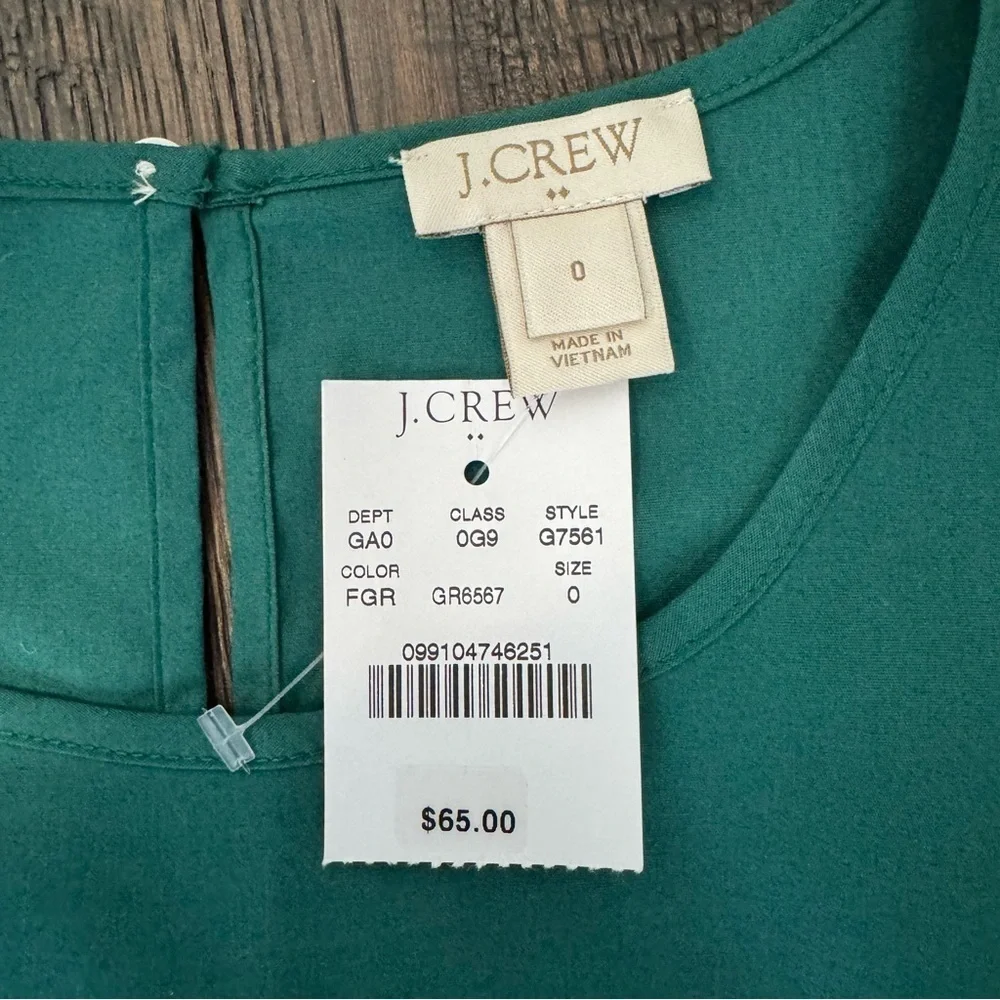 J.CREW
0
MADE IN
VIETNAM
J.CREW
DEPT CLASS STYLE
GA0 0G9 G7561
COLOR SIZE
FGR GR6567 0
099104746251
$65.00